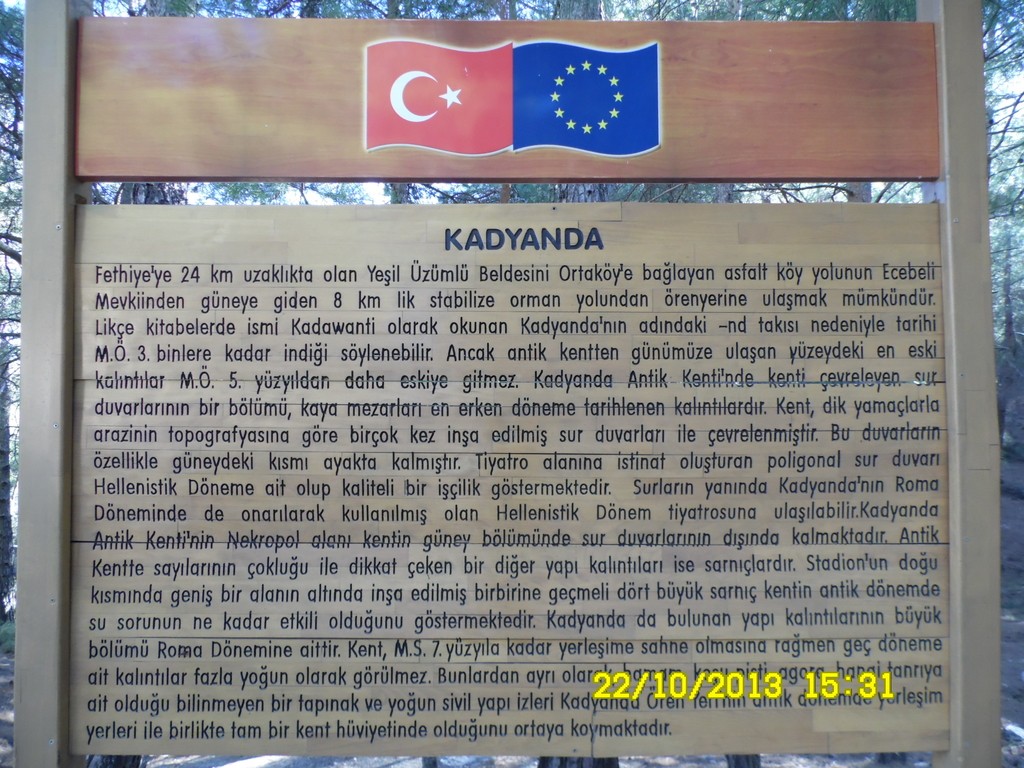 KADYANDA
Fethiye'ye 24 km uzaklıkta olan Yeşil Üzümlü Beldesini Ortaköy'e bağlayan asfalt köy yolunun Ecebeli
Mevkiinden güneye giden 8 km lik stabilize orman yolundan örenyerine ulaşmak mümkündür.
Likçe kitabelerde ismi Kadawanti olarak okunan Kadyanda'nın adındaki –nd takısı nedeniyle tarihi
M.Ö. 3. binlere kadar indiği söylenebilir. Ancak antik kentten günümüze ulaşan yüzeydeki en eski
kalıntılar M.Ö. 5. yüzyıldan daha eskiye gitmez. Kadyanda Antik Kenti'nde kenti çevreleyen sur
duvarlarının bir bölümü, kaya mezarları en erken döneme tarihlenen kalıntılardır. Kent, dik yamaçlarla
arazinin topografyasına göre birçok kez inşa edilmiş sur duvarları ile çevrelenmiştir. Bu duvarların
özellikle güneydeki kısmı ayakta kalmıştır. Tiyatro alanına istinat oluşturan poligonal sur duvarı
Hellenistik Döneme ait olup kaliteli bir işçilik göstermektedir. Surların yanında Kadyanda'nın Roma
Döneminde de onarılarak kullanılmış olan Hellenistik Dönem tiyatrosuna ulaşılabilir.Kadyanda
Antik Kenti'nin Nekropol alanı kentin güney bölümünde sur duvarlarının dışında kalmaktadır. Antik
Kentte sayılarının çokluğu ile dikkat çeken bir diğer yapı kalıntıları ise sarnıçlardır. Stadion'un doğu
kısmında geniş bir alanın altında inşa edilmiş birbirine geçmeli dört büyük sarnıç kentin antik dönemde
su sorunun ne kadar etkili olduğunu göstermektedir. Kadyanda da bulunan yapı kalıntılarının büyük
bölümü Roma Dönemine aittir. Kent, M.S. 7. yüzyıla kadar yerleşime sahne olmasına rağmen geç döneme
ait kalıntılar fazla yoğun olarak görülmez. Bunlardan ayrı olarak hamam, koşu pisti, agora, hangi tanrıya
ait olduğu bilinmeyen bir tapınak ve yoğun sivil yapı izleri Kadyanda Ören Yeri'nin antik dönemde yerleşim
yerleri ile birlikte tam bir kent hüviyetinde olduğunu ortaya koymaktadır.
22/10/2013 15:31